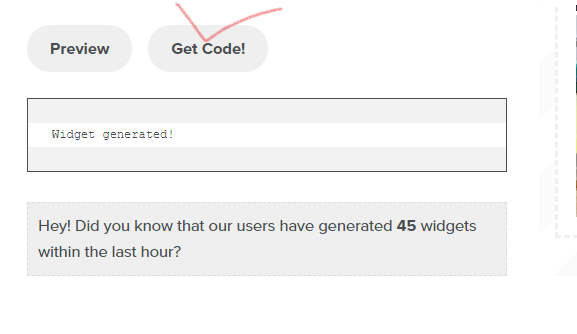 Preview
Get Code!
Widget generated!
Hey! Did you know that our users have generated 45 widgets
within the last hour?